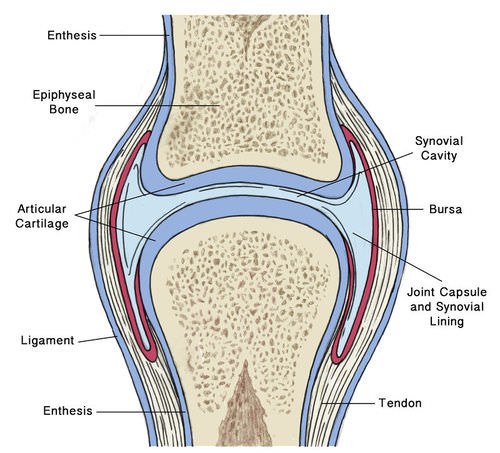 Enthesis
Epiphyseal
Bone
Synovial
Cavity
Articular
Cartilage
Bursa
Joint Capsule
and Synovial
Lining
Ligament
Enthesis
Tendon